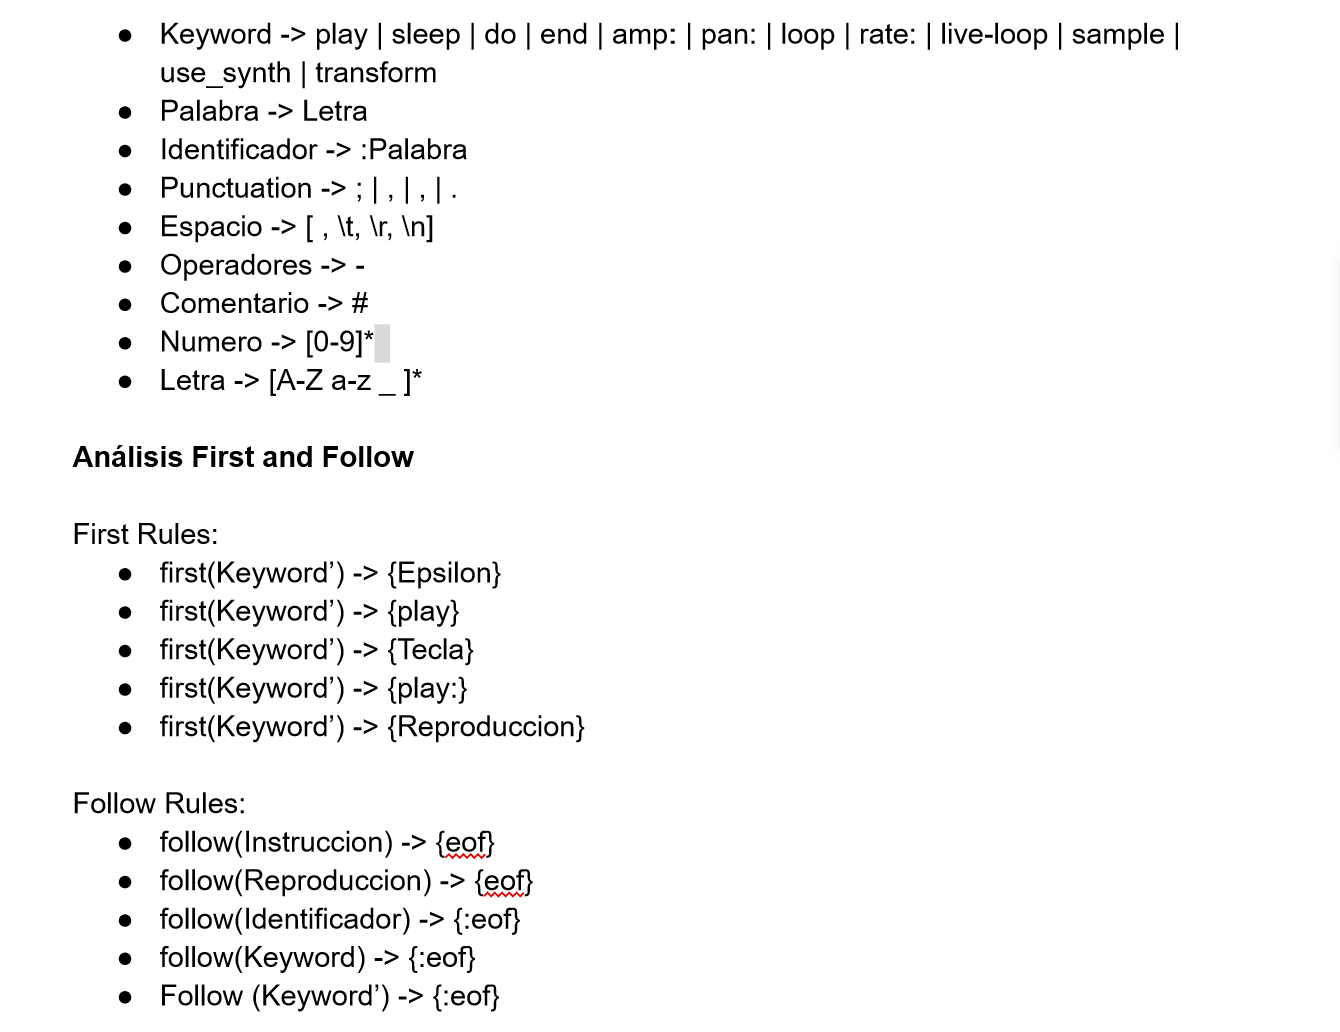 ● Keyword -> play | sleep | do | end | amp: | pan: | loop | rate: | live-loop | sample |
use_synth | transform
● Palabra -> Letra
● Identificador -> :Palabra
● Punctuation -> ; | , | , | .
● Espacio -> [ , \t, \r, \n]
● Operadores -> -
● Comentario -> #
● Numero -> [0-9]*
● Letra -> [A-Z a-z _ ]*
Análisis First and Follow
First Rules:
● first(Keyword’) -> {Epsilon}
● first(Keyword’) -> {play}
● first(Keyword’) -> {Tecla}
● first(Keyword’) -> {play:}
● first(Keyword’) -> {Reproduccion}
Follow Rules:
● follow(Instruccion) -> {eof}
● follow(Reproduccion) -> {eof}
● follow(Identificador) -> {:eof}
● follow(Keyword) -> {:eof}
● Follow (Keyword’) -> {:eof}